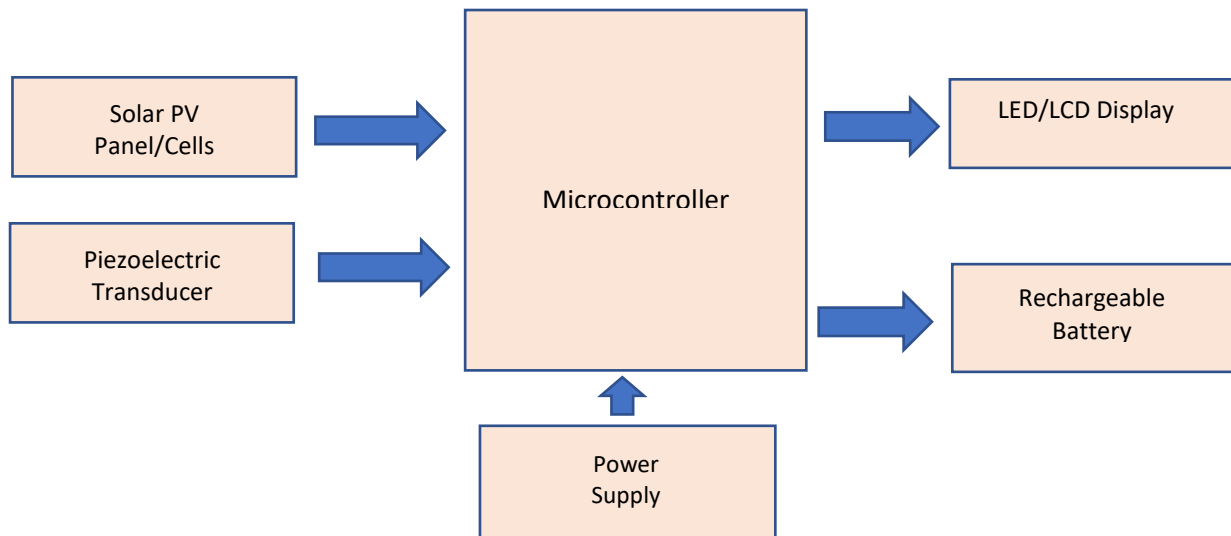 Solar PV
Panel/Cells
Piezoelectric
Transducer
Microcontroller
LED/LCD Display
Rechargeable
Battery
Power
Supply